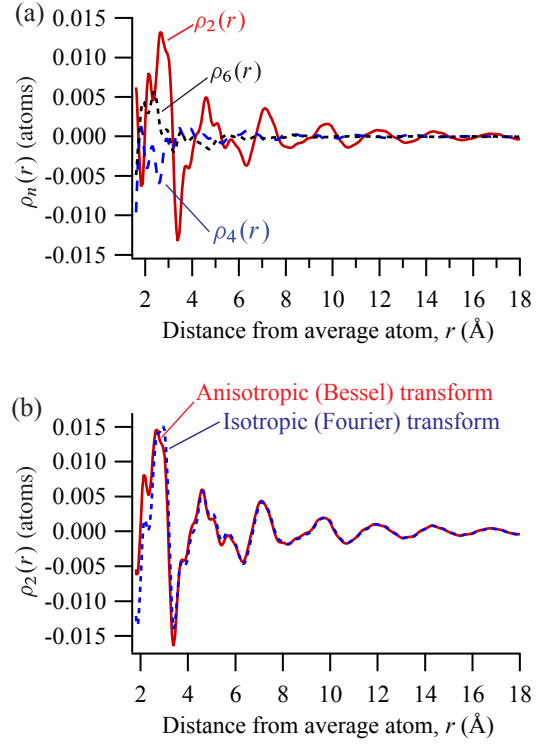 (a)
0.015
0.010
0.005
0.000
-0.005
-0.010
-0.015
ρn(r) (atoms)
ρ2(r)
ρ6(r)
ρ4(r)
2 4 6 8 10 12 14 16 18
Distance from average atom, r (Å)
(b)
Anisotropic (Bessel) transform
Isotropic (Fourier) transform
0.015
0.010
0.005
0.000
-0.005
-0.010
-0.015
ρ2(r) (atoms)
2 4 6 8 10 12 14 16 18
Distance from average atom, r (Å)